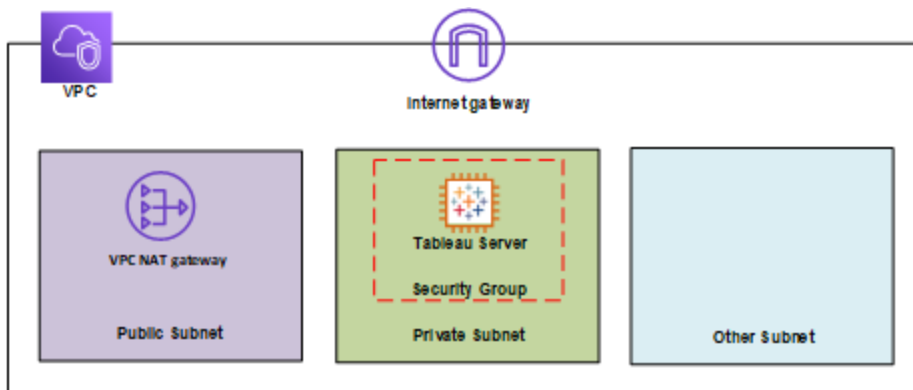 VPC
Internet gateway
VPC NAT gateway
Public Subnet
Tableau Server
Security Group
Private Subnet
Other Subnet